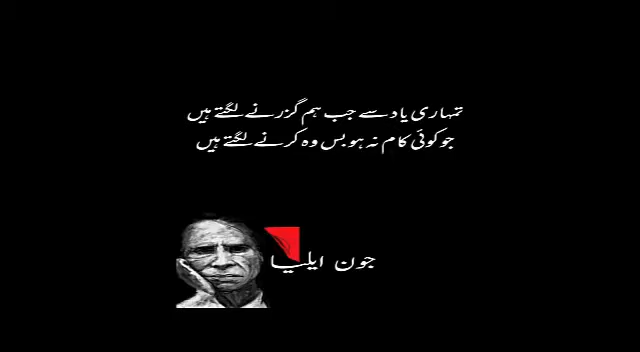 تمہاری یاد سے جب ہم گزرنے لگتے ہیں
جو کوئی کام نہ ہو بس وہ کرنے لگتے ہیں
جون ایلیا